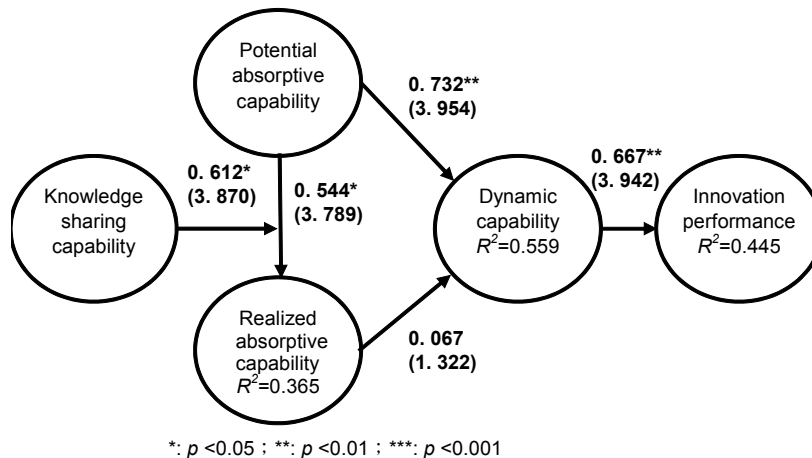 Potential
absorptive
capability
0. 732**
(3. 954)
0. 612*
(3. 870)
0. 544*
(3. 789)
0. 667**
(3. 942)
Knowledge
sharing
capability
Dynamic
capability
R²=0.559
Innovation
performance
R²=0.445
Realized
absorptive
capability
R²=0.365
0. 067
(1. 322)
*: p <0.05 ; **: p <0.01 ; ***: p <0.001